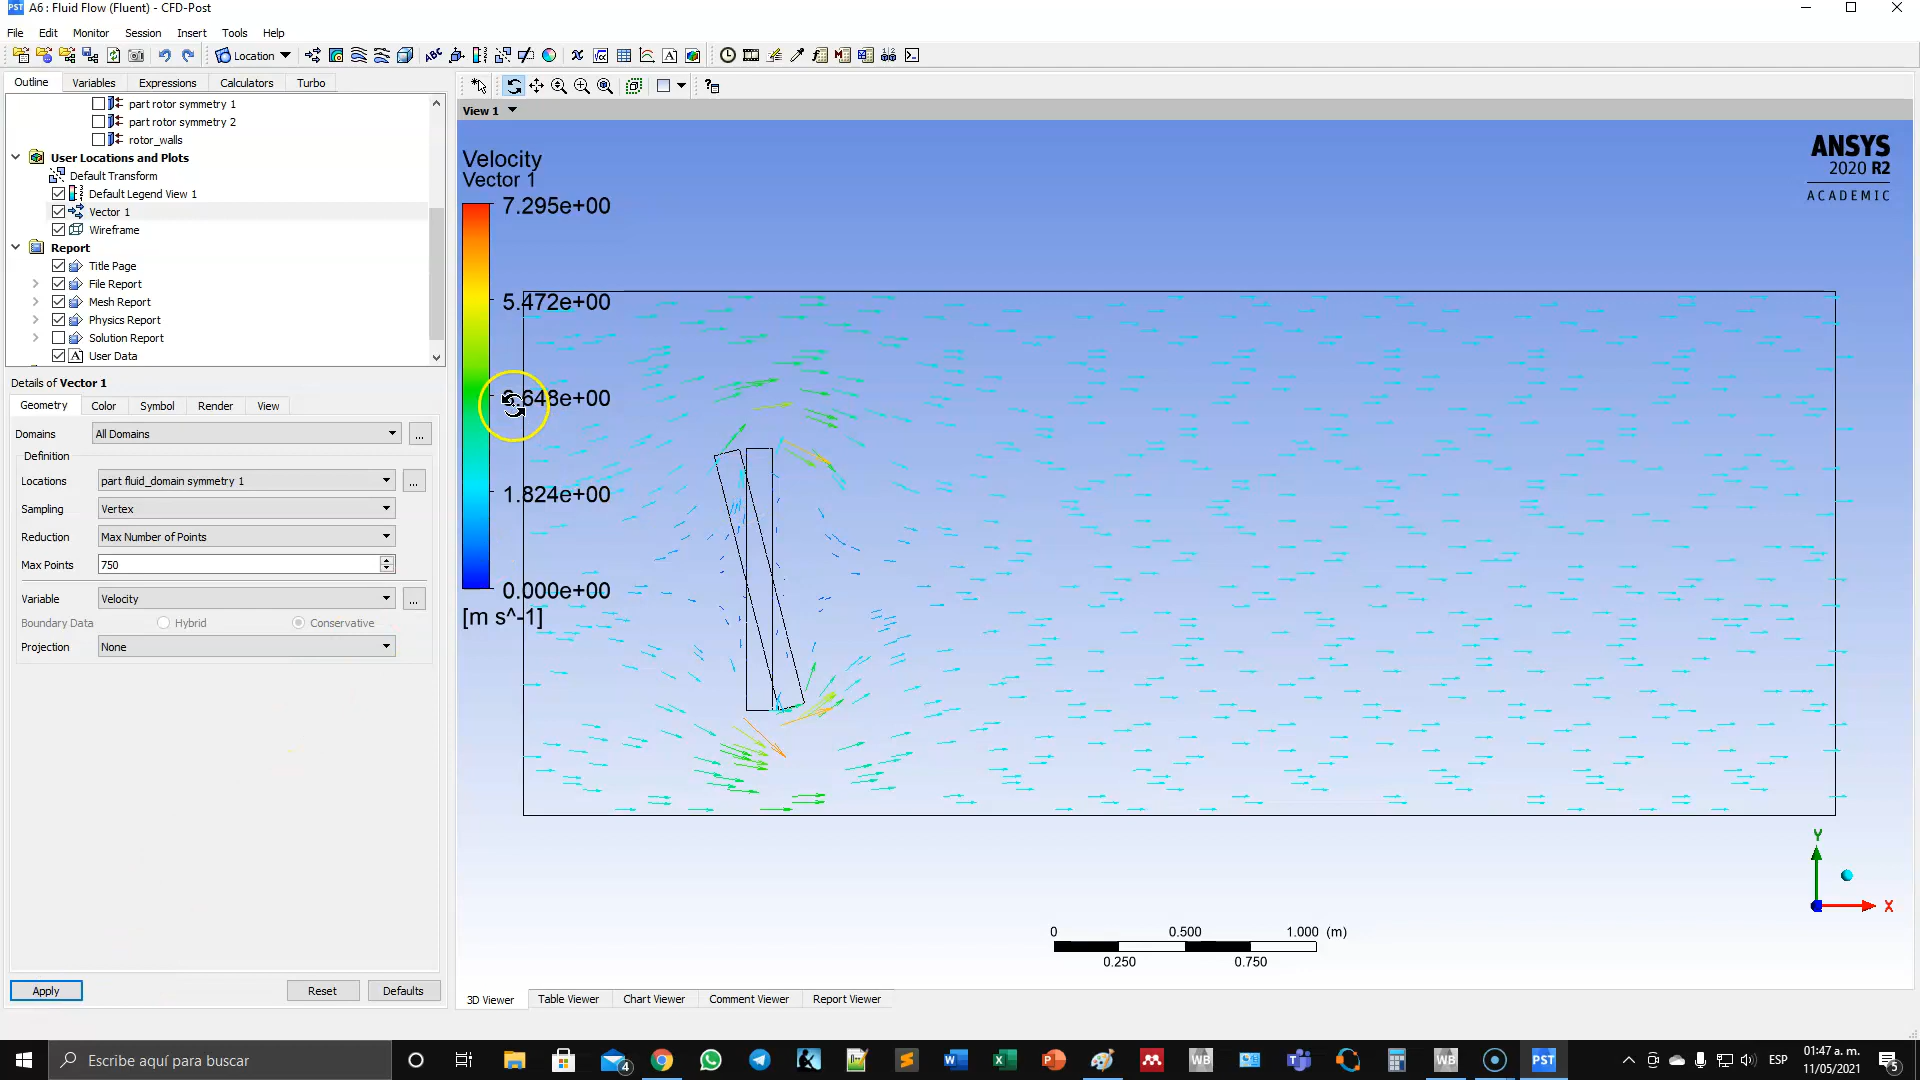 A6 : Fluid Flow (Fluent) - CFD-Post
File Edit Monitor Session Insert Tools Help
Location
Outline Variables Expressions Calculators Turbo
part rotor symmetry 1
part rotor symmetry 2
rotor_walls
User Locations and Plots
Default Transform
Default Legend View 1
Vector 1
Wireframe
Report
Title Page
File Report
Mesh Report
Physics Report
Solution Report
User Data
Details of Vector 1
Geometry Color Symbol Render View
Domains All Domains ...
Definition
Locations part fluid_domain symmetry 1 ...
Sampling Vertex
Reduction Max Number of Points
Max Points 750
Variable Velocity ...
Boundary Data Hybrid Conservative
Projection None
Apply Reset Defaults
View 1
Velocity
Vector 1
7.295e+00
5.472e+00
1.824e+00
0.000e+00
[m s^-1]
ANSYS
2020 R2
ACADEMIC
Y
X
0 0.500 1.000 (m)
0.250 0.750
3D Viewer Table Viewer Chart Viewer Comment Viewer Report Viewer
Escribe aquí para buscar
4
WB
WB
PST
ESP
01:47 a. m.
11/05/2021
5